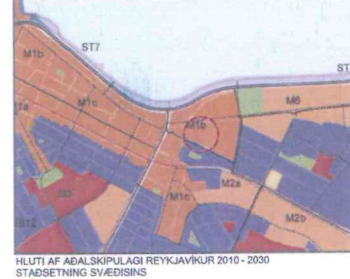 ST7
M1b
ST
M1c
M6
M1b
M2a
M1c
M2b
HLUTI AF AÐALSKIPULAGI REYKJAVÍKUR 2010 - 2030
STAÐSETNING SVÆÐISINS